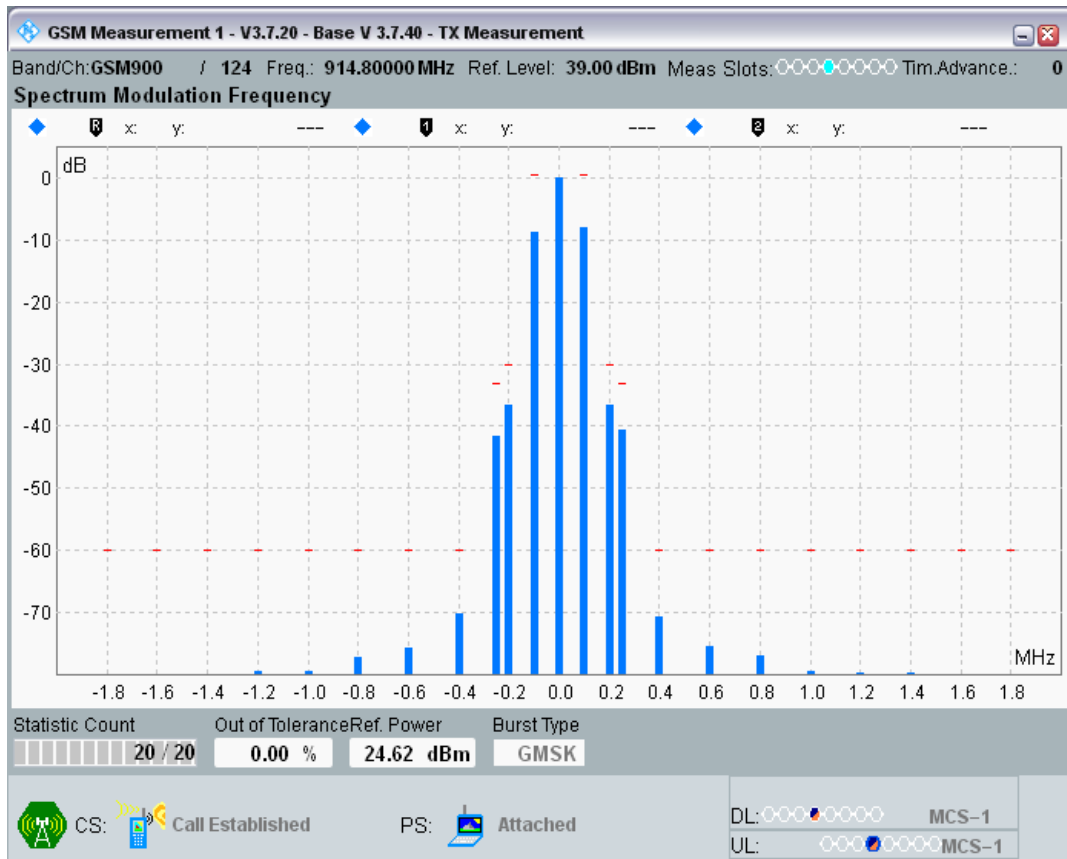 GSM Measurement 1 - V3.7.20 - Base V 3.7.40 - TX Measurement
Band/Ch:GSM900 / 124 Freq.: 914.80000 MHz Ref. Level: 39.00 dBm Meas Slots: Tim.Advance.: 0
Spectrum Modulation Frequency
R x: y: --- 1 x: y: --- 2 x: y: ---
dB
0
-10
-20
-30
-40
-50
-60
-70
MHz
-1.8 -1.6 -1.4 -1.2 -1.0 -0.8 -0.6 -0.4 -0.2 0.0 0.2 0.4 0.6 0.8 1.0 1.2 1.4 1.6 1.8
Statistic Count Out of Tolerance Ref. Power Burst Type
20 / 20 0.00 % 24.62 dBm GMSK
CS: Call Established PS: Attached
DL: MCS-1
UL: MCS-1